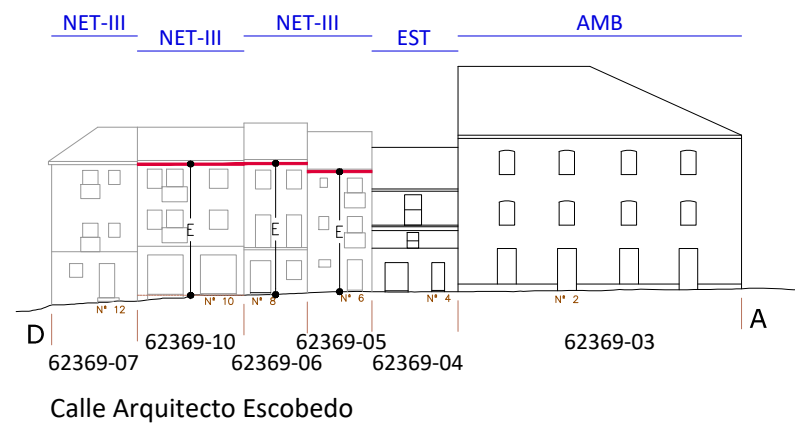 NET-III
NET-III
NET-III
EST
AMB
E
E
E
Nº 12
Nº 10
Nº 8
Nº 6
Nº 4
Nº 2
D
A
62369-07
62369-10
62369-06
62369-05
62369-04
62369-03
Calle Arquitecto Escobedo